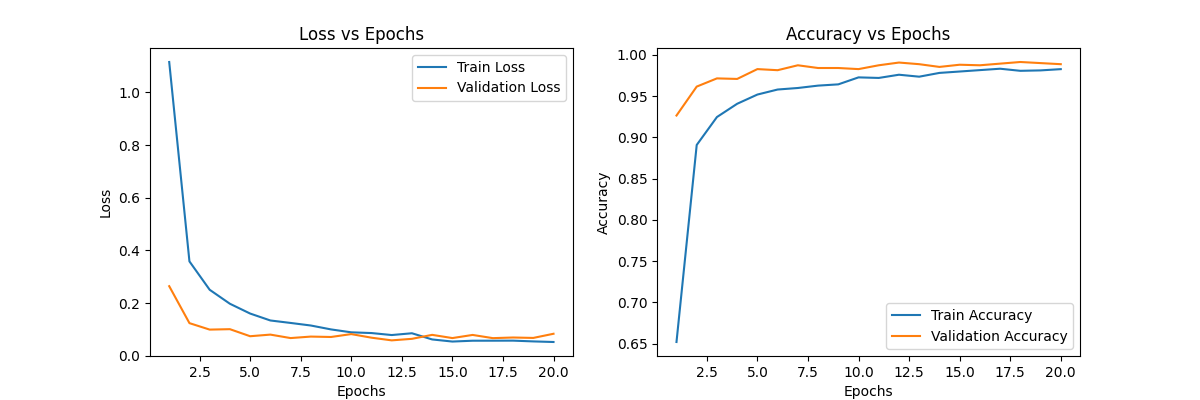 Loss vs Epochs
Train Loss
Validation Loss
1.0
0.8
0.6
0.4
0.2
0.0
Loss
2.5 5.0 7.5 10.0 12.5 15.0 17.5 20.0
Epochs
Accuracy vs Epochs
1.00
0.95
0.90
0.85
0.80
0.75
0.70
0.65
Accuracy
Train Accuracy
Validation Accuracy
2.5 5.0 7.5 10.0 12.5 15.0 17.5 20.0
Epochs